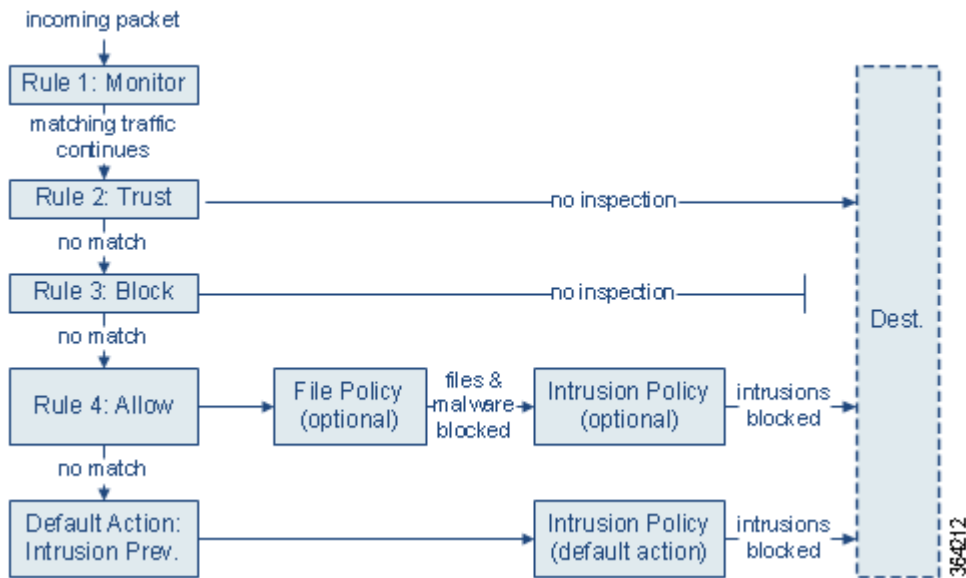 incoming packet
Rule 1: Monitor
matching traffic
continues
Rule 2: Trust
no inspection
no match
Rule 3: Block
no inspection
no match
Dest.
Rule 4: Allow
File Policy
(optional)
files &
malware
blocked
Intrusion Policy
(optional)
intrusions
blocked
no match
Default Action:
Intrusion Prev.
Intrusion Policy
(default action)
intrusions
blocked
364212